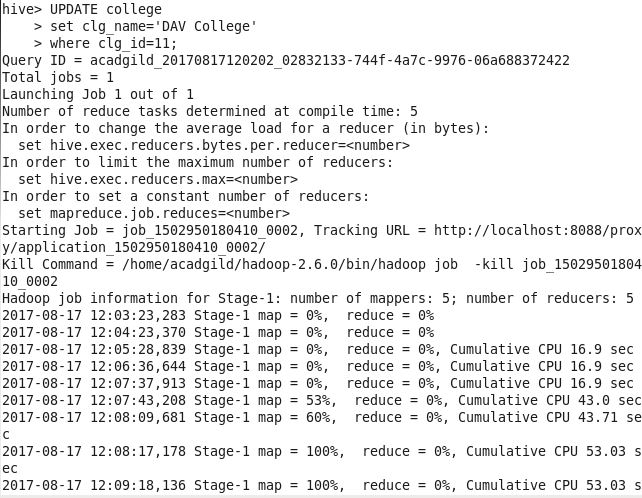 hive> UPDATE college
    > set clg_name='DAV College'
    > where clg_id=11;
Query ID = acadgild_20170817120202_02832133-744f-4a7c-9976-06a688372422
Total jobs = 1
Launching Job 1 out of 1
Number of reduce tasks determined at compile time: 5
In order to change the average load for a reducer (in bytes):
  set hive.exec.reducers.bytes.per.reducer=<number>
In order to limit the maximum number of reducers:
  set hive.exec.reducers.max=<number>
In order to set a constant number of reducers:
  set mapreduce.job.reduces=<number>
Starting Job = job_1502950180410_0002, Tracking URL = http://localhost:8088/prox
y/application_1502950180410_0002/
Kill Command = /home/acadgild/hadoop-2.6.0/bin/hadoop job  -kill job_15029501804
10_0002
Hadoop job information for Stage-1: number of mappers: 5; number of reducers: 5
2017-08-17 12:03:23,283 Stage-1 map = 0%,  reduce = 0%
2017-08-17 12:04:23,370 Stage-1 map = 0%,  reduce = 0%
2017-08-17 12:05:28,839 Stage-1 map = 0%,  reduce = 0%, Cumulative CPU 16.9 sec
2017-08-17 12:06:36,644 Stage-1 map = 0%,  reduce = 0%, Cumulative CPU 16.9 sec
2017-08-17 12:07:37,913 Stage-1 map = 0%,  reduce = 0%, Cumulative CPU 16.9 sec
2017-08-17 12:07:43,208 Stage-1 map = 53%,  reduce = 0%, Cumulative CPU 43.0 sec
2017-08-17 12:08:09,681 Stage-1 map = 60%,  reduce = 0%, Cumulative CPU 43.71 se
c
2017-08-17 12:08:17,178 Stage-1 map = 100%,  reduce = 0%, Cumulative CPU 53.03 s
ec
2017-08-17 12:09:18,136 Stage-1 map = 100%,  reduce = 0%, Cumulative CPU 53.03 s